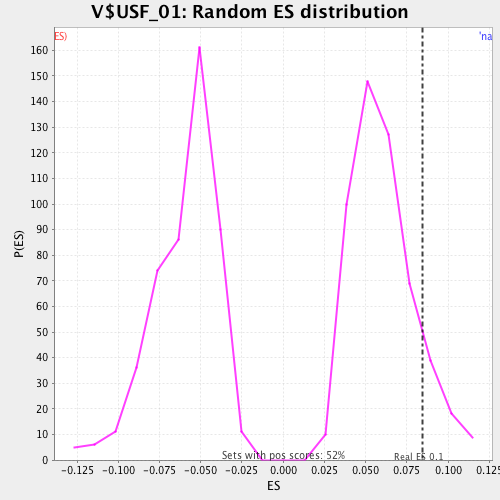 V$USF_01: Random ES distribution
ES)
'na
160
150
140
130
120
110
100
90
80
70
60
50
40
30
20
10
0
P(ES)
Sets with pos scores: 52%
Real ES 0.1
−0.125 −0.100 −0.075 −0.050 −0.025 0.000 0.025 0.050 0.075 0.100 0.125
ES